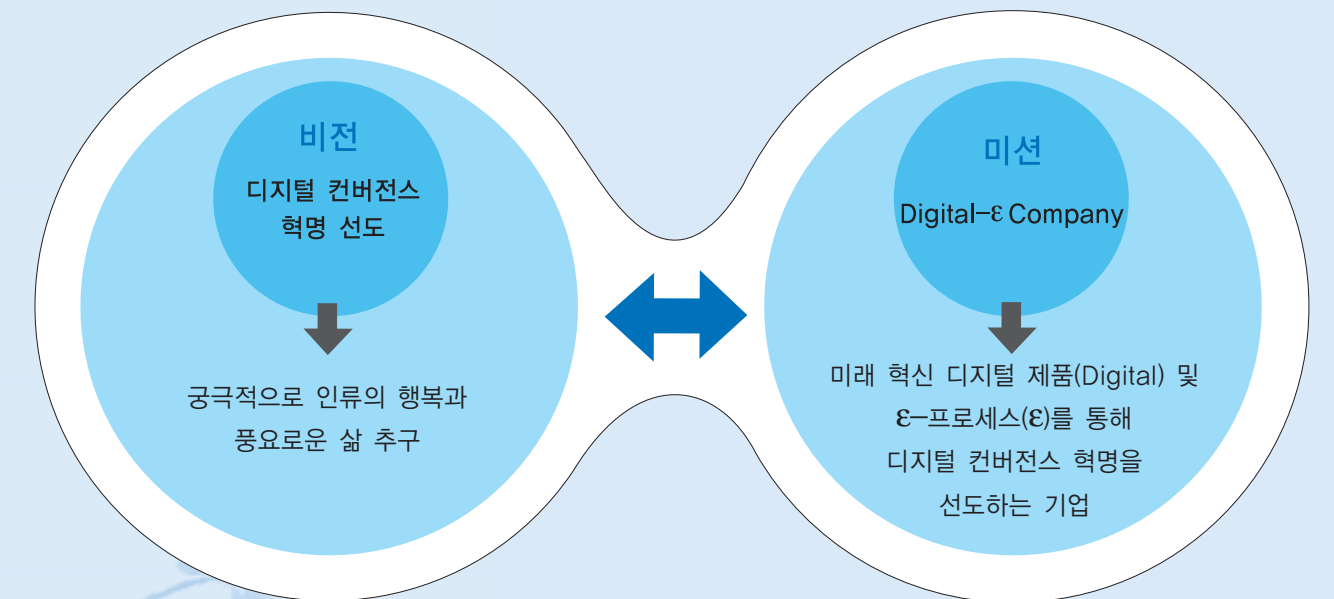 비전
디지털 컨버전스
혁명 선도
궁극적으로 인류의 행복과
풍요로운 삶 추구
미션
Digital-ε Company
미래 혁신 디지털 제품(Digital) 및
ε-프로세스(ε)를 통해
디지털 컨버전스 혁명을
선도하는 기업